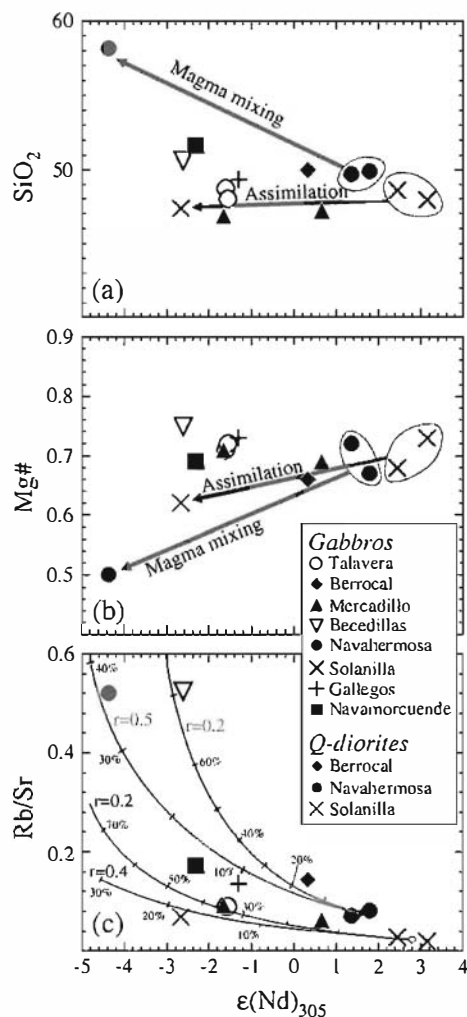 60
Magma mixing
SiO2
50
Assimilation
(a)
0.9
0.8
Mg#
0.7
Assimilation
0.6
Magma mixing
0.5
(b)
Gabbros
Talavera
Berrocal
Mercadillo
Becedillas
Navahermosa
Solanilla
Gallegos
Navamorcuende
Q-diorites
Berrocal
Navahermosa
Solanilla
0.6
40%
r=0.5
r=0.2
60%
0.4
30%
Rb/Sr
r=0.2
70%
40%
0.2
r=0.4
50%
10%
20%
30%
30%
20%
10%
(c)
-5 -4 -3 -2 -1 0 1 2 3 4
ε(Nd)305